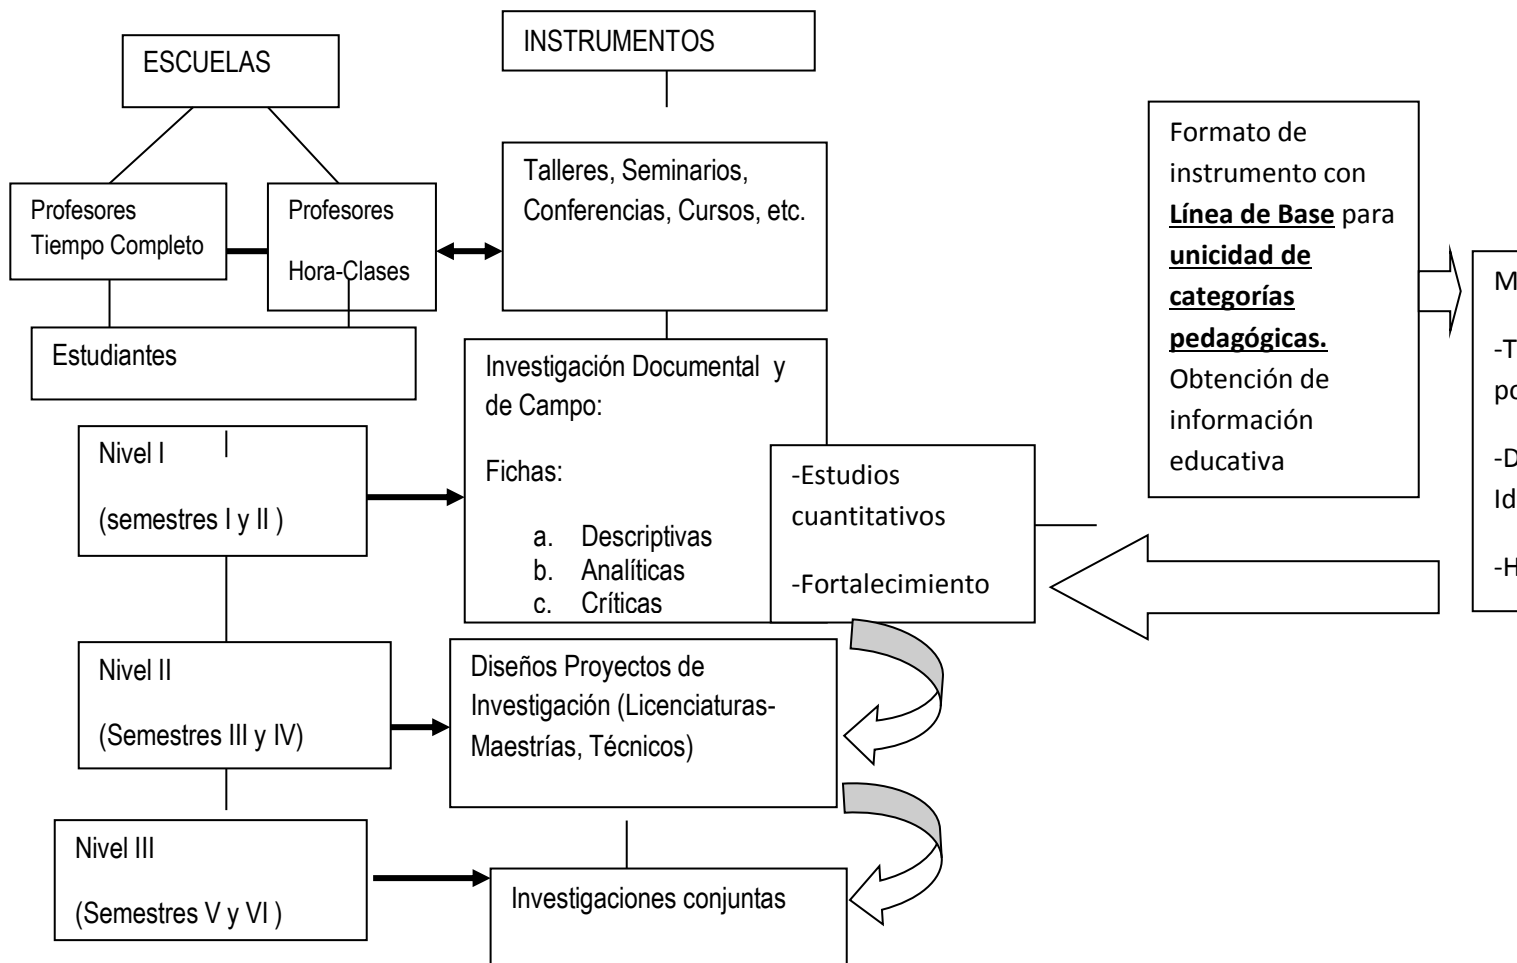 ESCUELAS
INSTRUMENTOS
Profesores
Tiempo Completo
Profesores
Hora-Clases
Talleres, Seminarios,
Conferencias, Cursos, etc.
Estudiantes
Investigación Documental y
de Campo:
Fichas:
a. Descriptivas
b. Analíticas
c. Críticas
Nivel I
(semestres I y II )
-Estudios
cuantitativos
-Fortalecimiento
Formato de
instrumento con
Línea de Base para
unicidad de
categorías
pedagógicas.
Obtención de
información
educativa
Nivel II
(Semestres III y IV)
Diseños Proyectos de
Investigación (Licenciaturas-
Maestrías, Técnicos)
Nivel III
(Semestres V y VI )
Investigaciones conjuntas